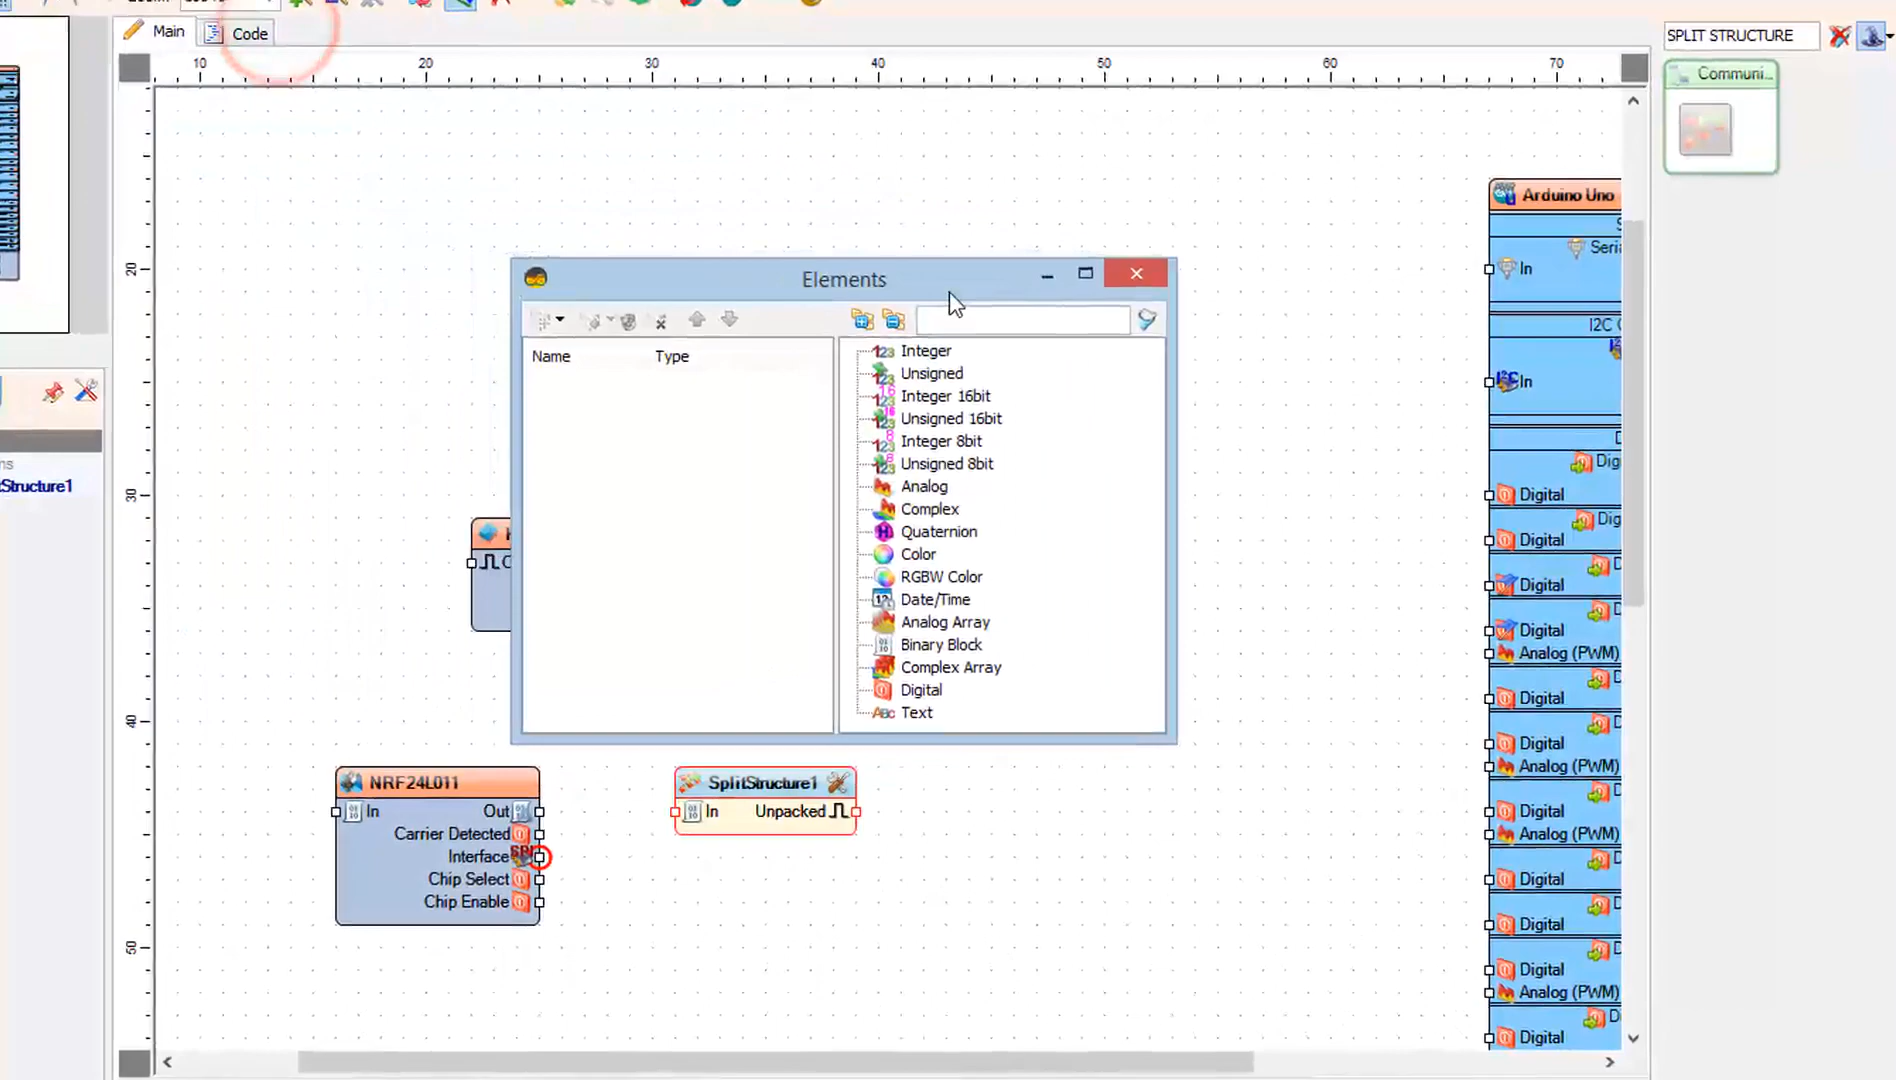 Main
Code
SPLIT STRUCTURE
10 20 30 40 50 60 70
Communi...
20
30
40
50
Structure1
Elements
Name Type
Integer
Unsigned
Integer 16bit
Unsigned 16bit
Integer 8bit
Unsigned 8bit
Analog
Complex
Quaternion
Color
RGBW Color
Date/Time
Analog Array
Binary Block
Complex Array
Digital
Text
NRF24L011
In Out
Carrier Detected
Interface
Chip Select
Chip Enable
SplitStructure1
In Unpacked
Arduino Uno
Seri
In
I2C
In
Dig
Digital
Dig
Digital
D
Digital
D
Digital
Analog (PWM)
D
Digital
D
Digital
Analog (PWM)
D
Digital
Analog (PWM)
D
Digital
D
Digital
D
Digital
Analog (PWM)
D
Digital